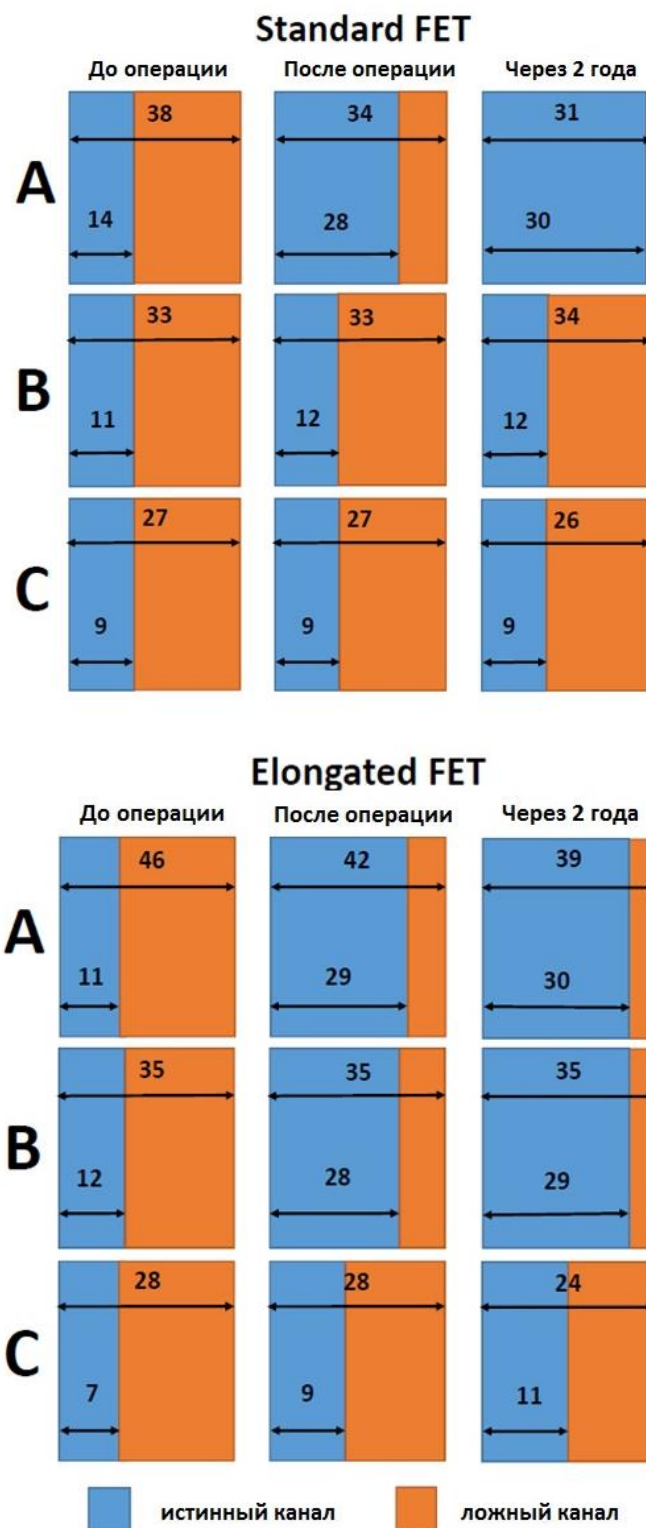 Standard FET
До операции После операции Через 2 года
A
38 34 31
14 28 30
B
33 33 34
11 12 12
C
27 27 26
9 9 9
Elongated FET
До операции После операции Через 2 года
A
46 42 39
11 29 30
B
35 35 35
12 28 29
C
28 28 24
7 9 11
истинный канал ложный канал